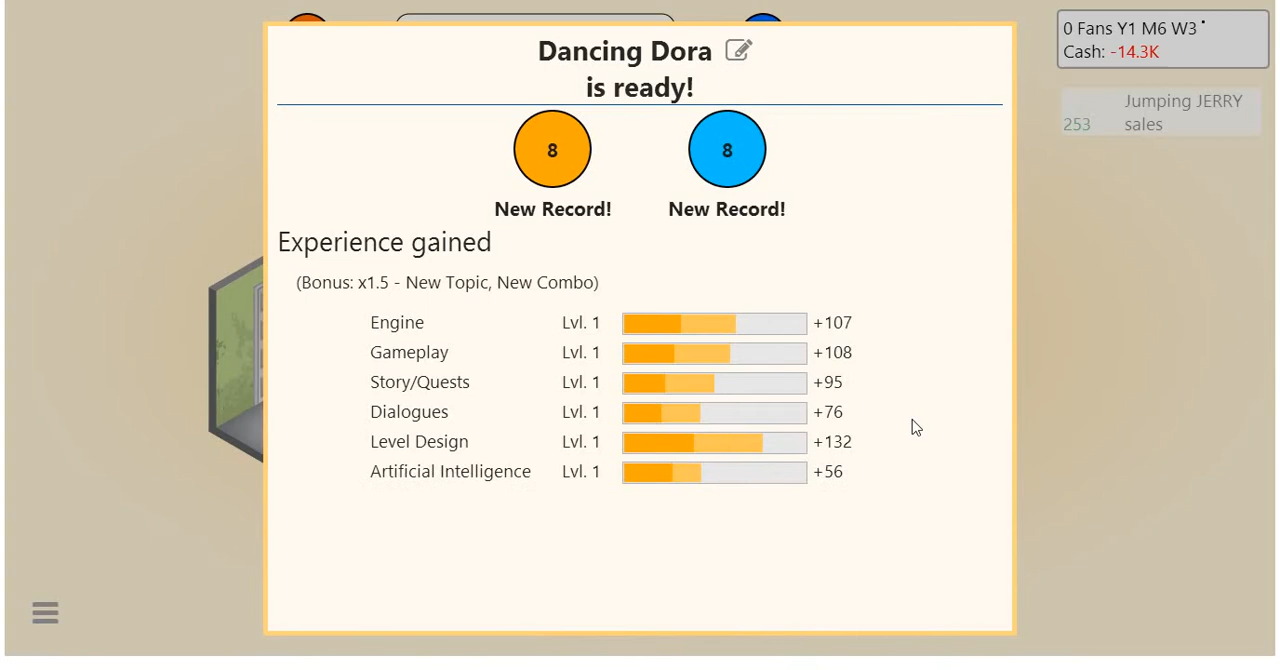 Dancing Dora
is ready!
0 Fans Y1 M6 W3
Cash: -14.3K
Jumping JERRY
253 sales
8 8
New Record! New Record!
Experience gained
(Bonus: x1.5 - New Topic, New Combo)
Engine Lvl. 1 +107
Gameplay Lvl. 1 +108
Story/Quests Lvl. 1 +95
Dialogues Lvl. 1 +76
Level Design Lvl. 1 +132
Artificial Intelligence Lvl. 1 +56